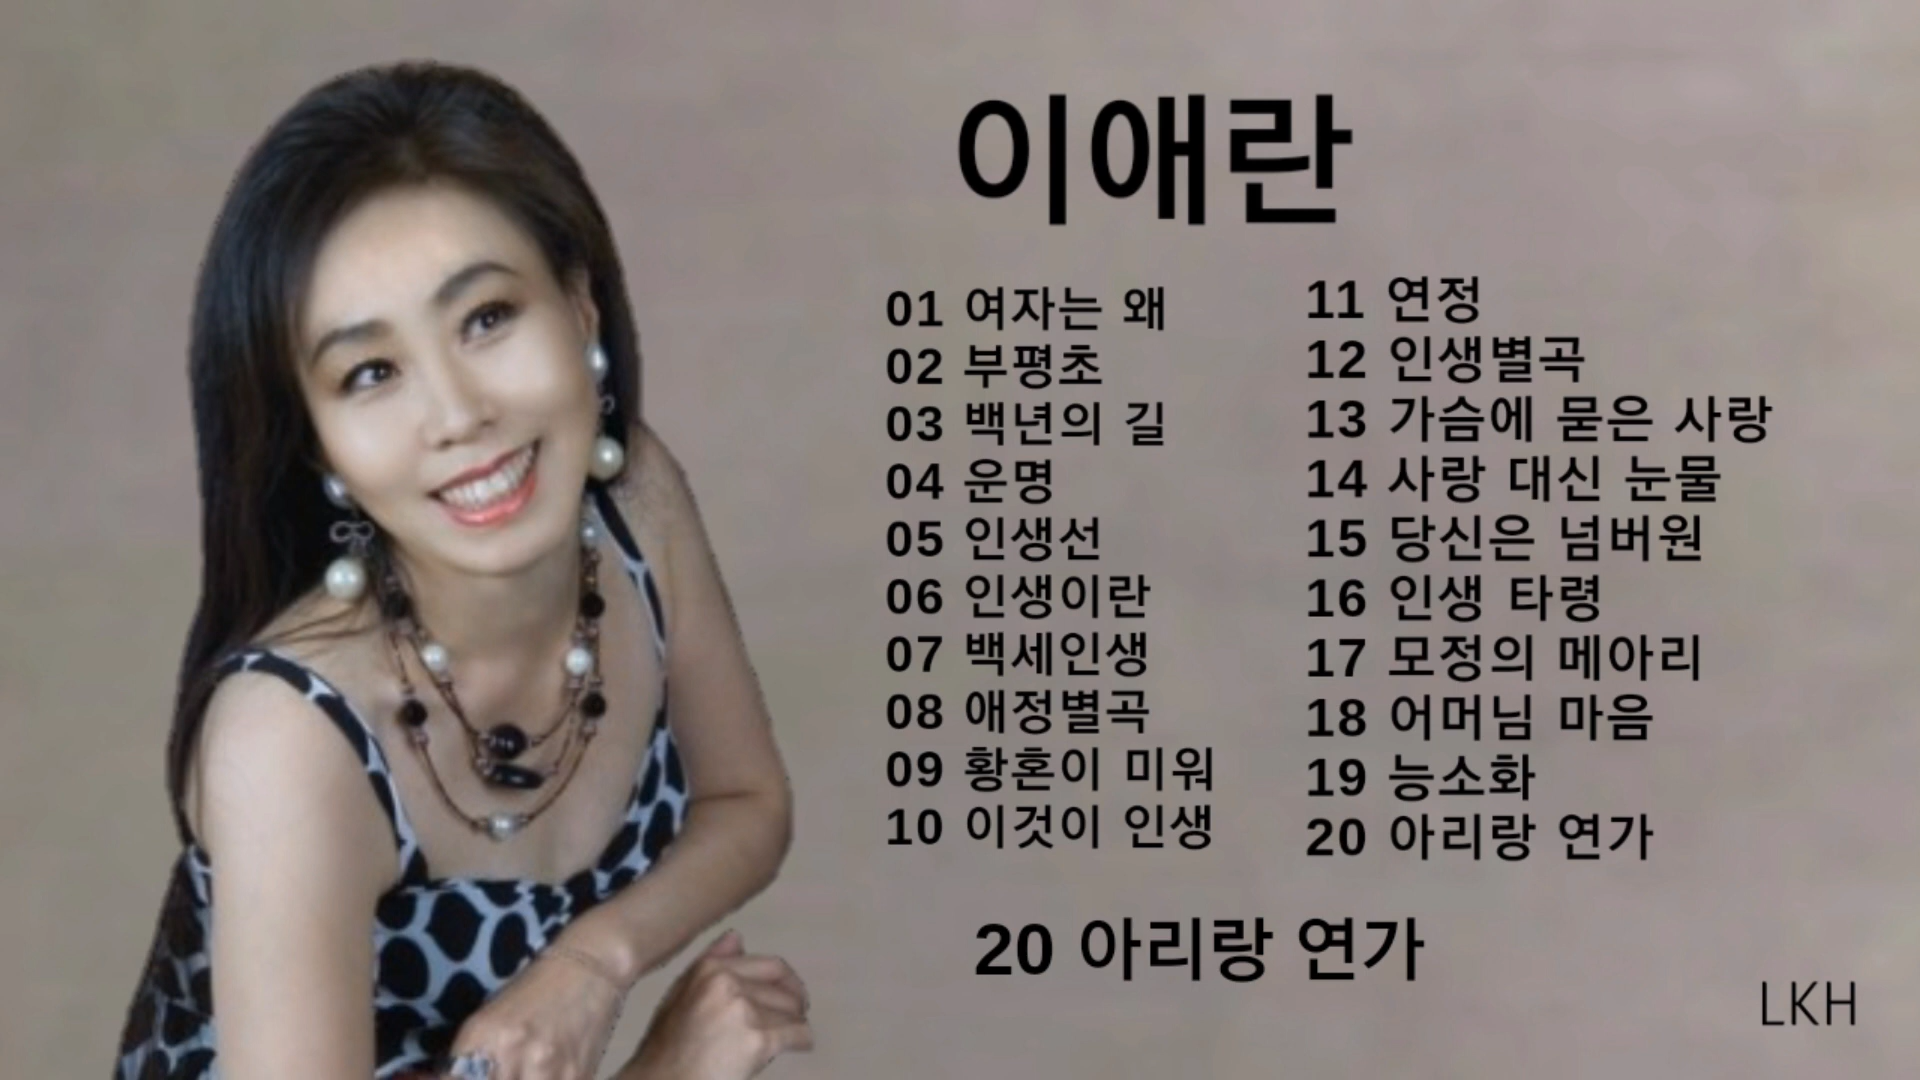 이애란
01 여자는 왜
02 부평초
03 백년의 길
04 운명
05 인생선
06 인생이란
07 백세인생
08 애정별곡
09 황혼이 미워
10 이것이 인생
11 연정
12 인생별곡
13 가슴에 묻은 사랑
14 사랑 대신 눈물
15 당신은 넘버원
16 인생 타령
17 모정의 메아리
18 어머님 마음
19 능소화
20 아리랑 연가
20 아리랑 연가
LKH